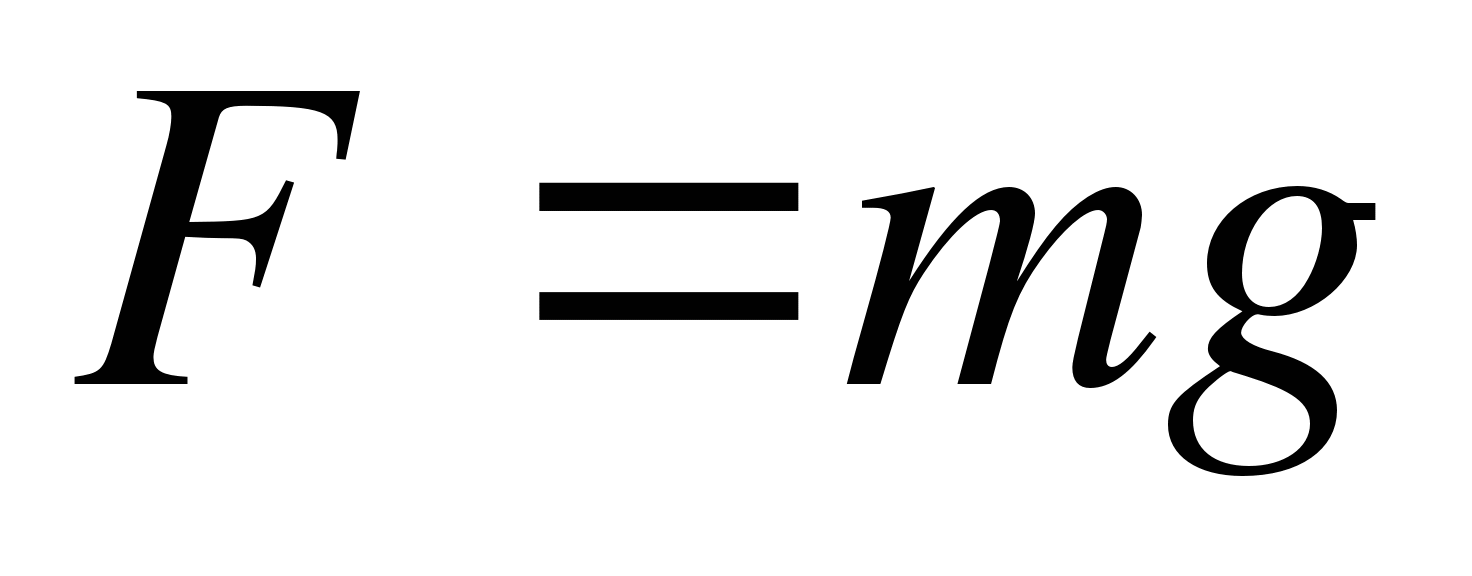 F = mg